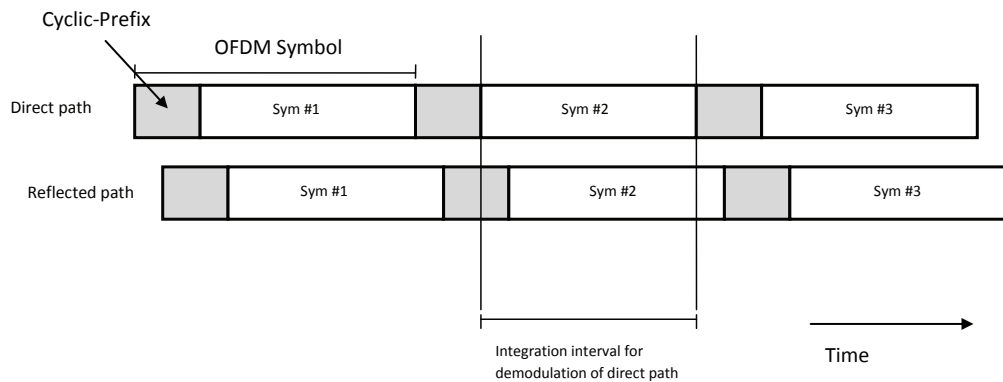 Cyclic-Prefix
OFDM Symbol
Direct path
Sym #1
Sym #2
Sym #3
Reflected path
Sym #1
Sym #2
Sym #3
Integration interval for
demodulation of direct path
Time